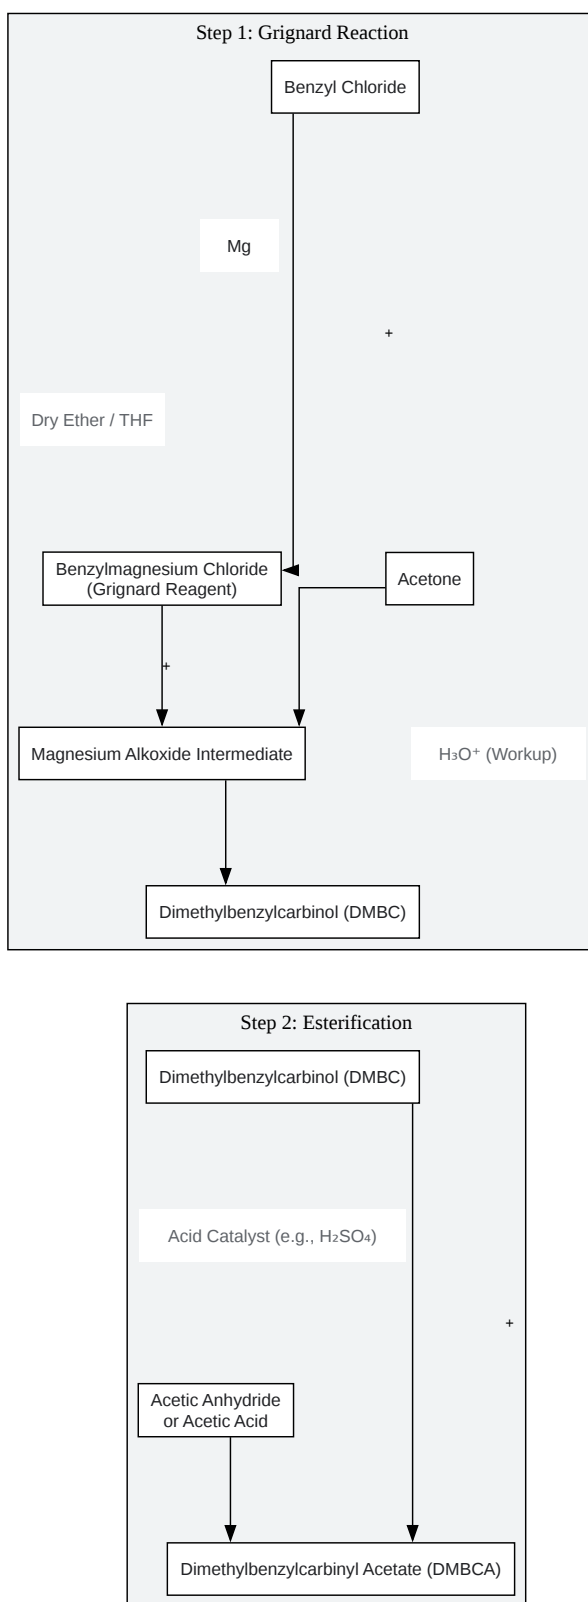 Step 1: Grignard Reaction
Benzyl Chloride
Mg
+
Dry Ether / THF
Benzylmagnesium Chloride
(Grignard Reagent)
Acetone
+
Magnesium Alkoxide Intermediate
H₃O⁺ (Workup)
Dimethylbenzylcarbinol (DMBC)
Step 2: Esterification
Dimethylbenzylcarbinol (DMBC)
Acid Catalyst (e.g., H₂SO₄)
+
Acetic Anhydride
or Acetic Acid
Dimethylbenzylcarbinyl Acetate (DMBCA)